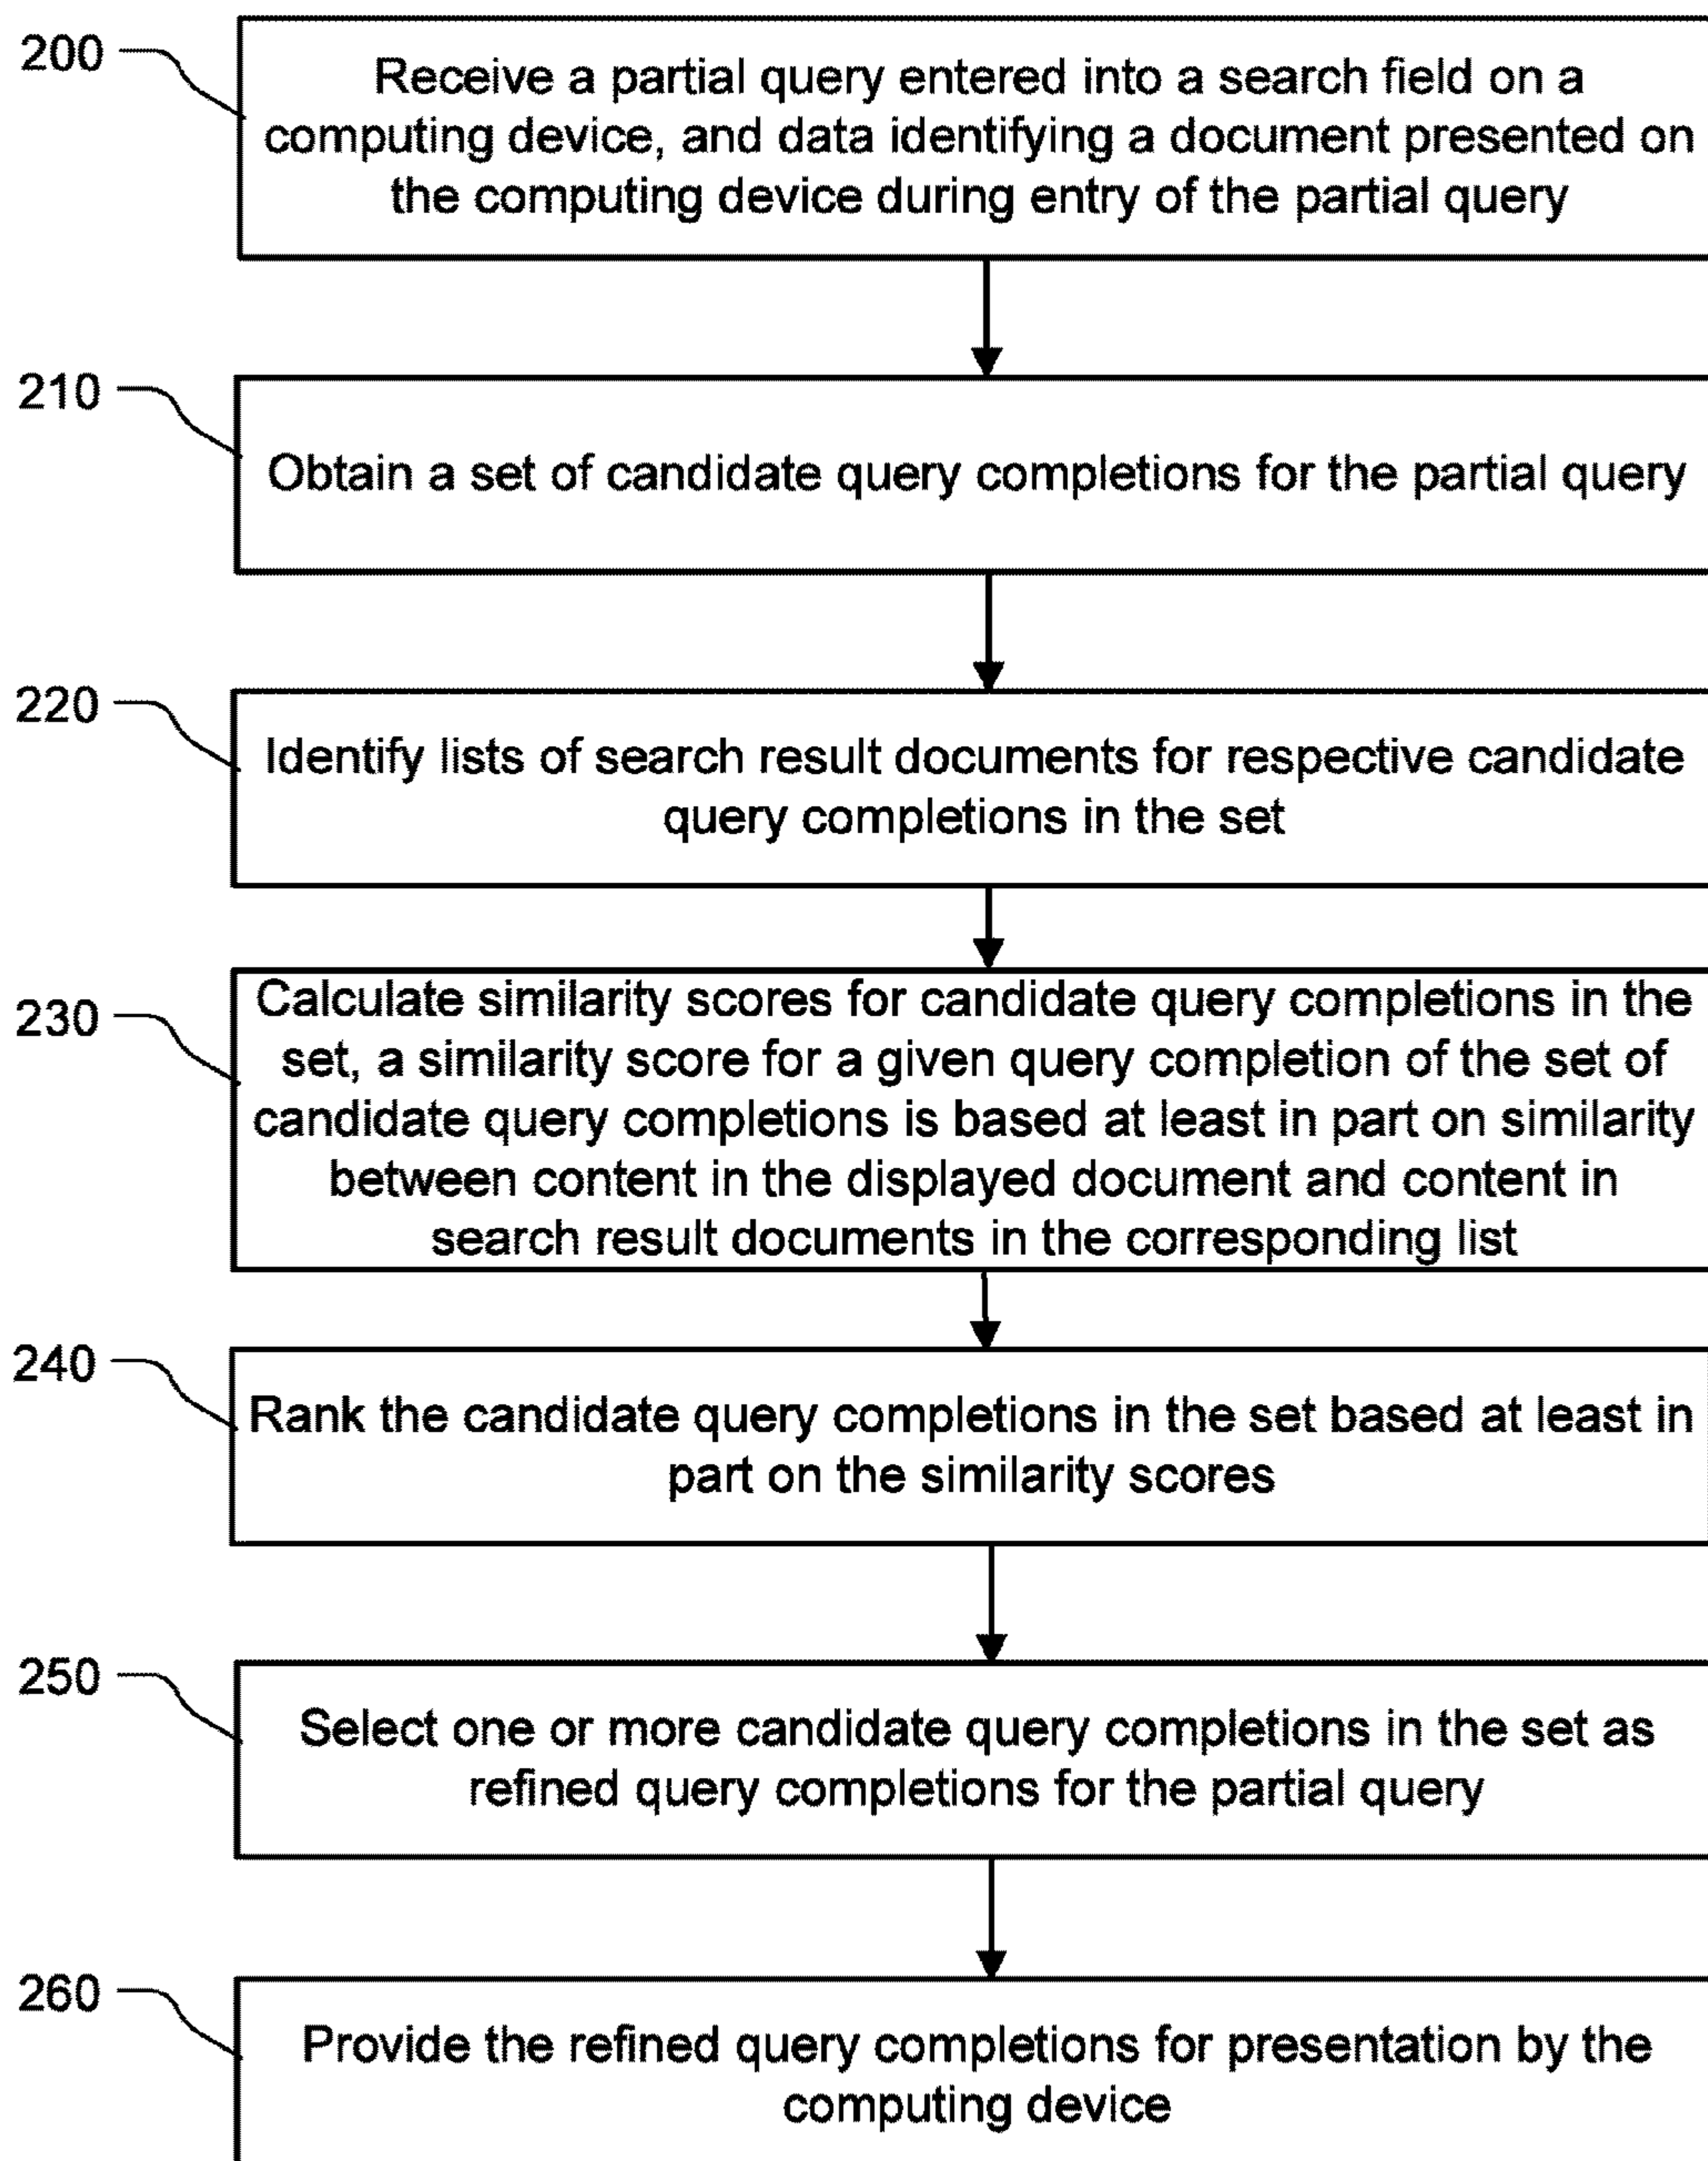 200
Receive a partial query entered into a search field on a
computing device, and data identifying a document presented on
the computing device during entry of the partial query
210
Obtain a set of candidate query completions for the partial query
220
Identify lists of search result documents for respective candidate
query completions in the set
230
Calculate similarity scores for candidate query completions in the
set, a similarity score for a given query completion of the set of
candidate query completions is based at least in part on similarity
between content in the displayed document and content in
search result documents in the corresponding list
240
Rank the candidate query completions in the set based at least in
part on the similarity scores
250
Select one or more candidate query completions in the set as
refined query completions for the partial query
260
Provide the refined query completions for presentation by the
computing device